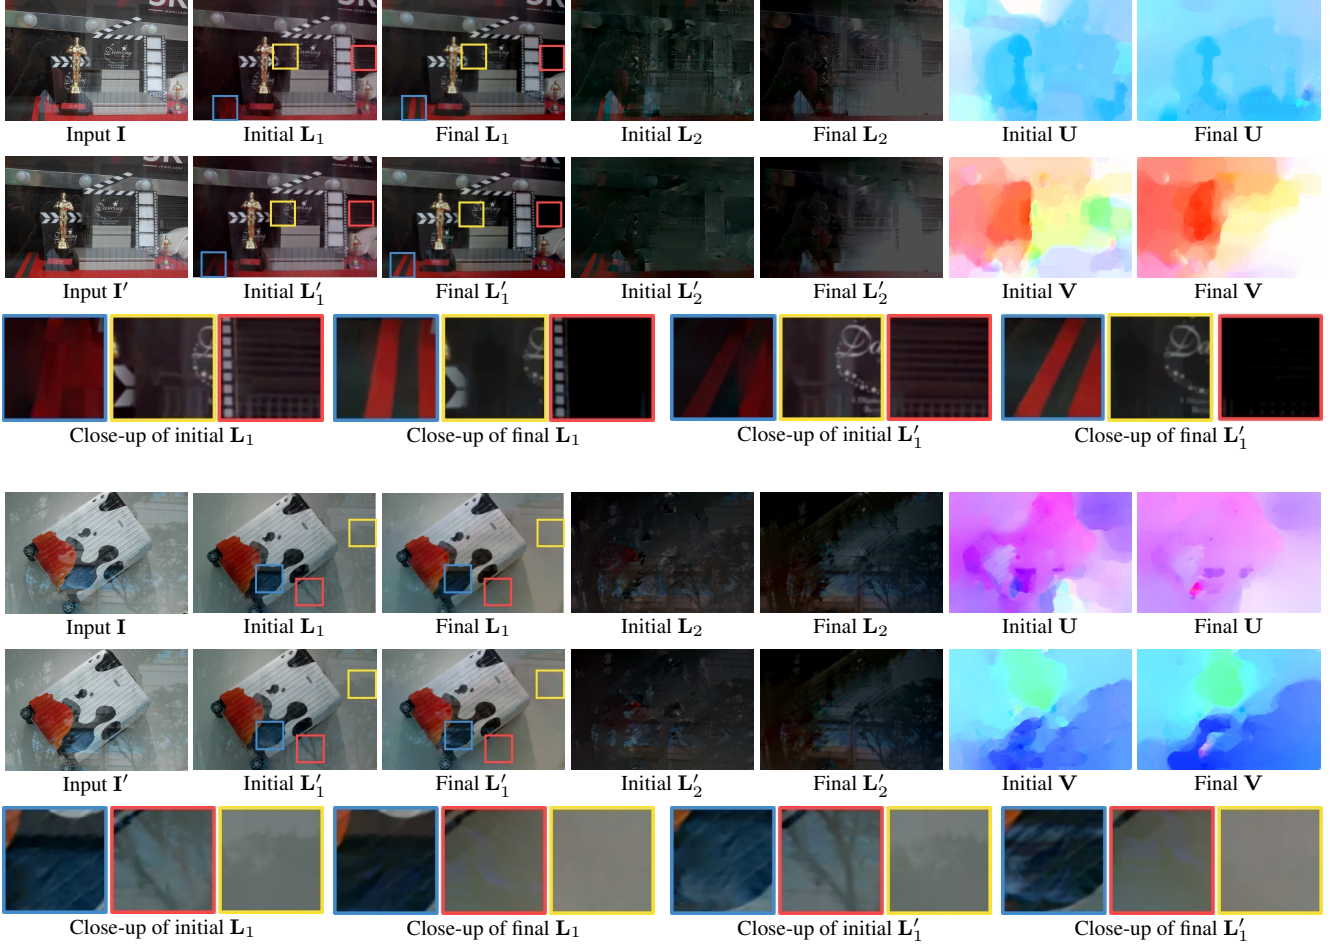 Input I
Initial L₁
Final L₁
Initial L₂
Final L₂
Initial U
Final U
SK
JEWELLERY
Input I′
Initial L′₁
Final L′₁
Initial L′₂
Final L′₂
Initial V
Final V
Da
Da
Close-up of initial L₁
Close-up of final L₁
Close-up of initial L′₁
Close-up of final L′₁
Input I
Initial L₁
Final L₁
Initial L₂
Final L₂
Initial U
Final U
Input I′
Initial L′₁
Final L′₁
Initial L′₂
Final L′₂
Initial V
Final V
Close-up of initial L₁
Close-up of final L₁
Close-up of initial L′₁
Close-up of final L′₁